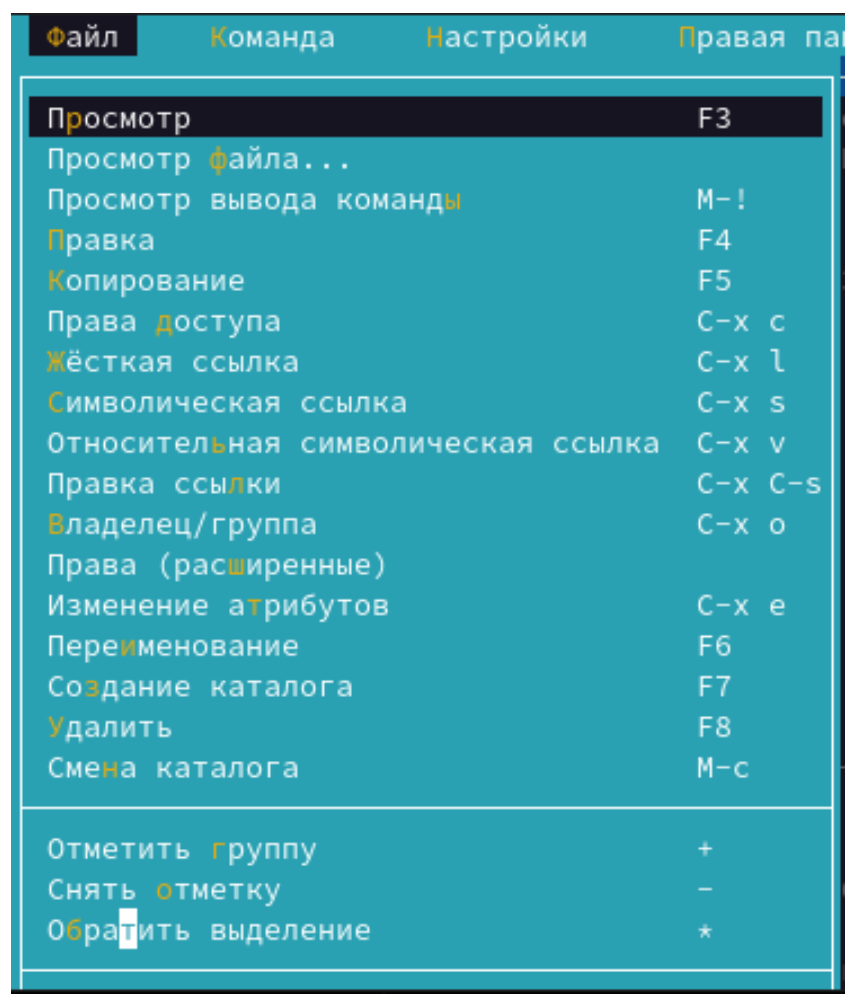 Файл Команда Настройки Правая
Просмотр F3
Просмотр файла...
Просмотр вывода команды M-!
Правка F4
Копирование F5
Права доступа C-x c
Жёсткая ссылка C-x l
Символическая ссылка C-x s
Относительная символическая ссылка C-x v
Правка ссылки C-x C-s
Владелец/группа C-x o
Права (расширенные)
Изменение атрибутов C-x e
Переименование F6
Создание каталога F7
Удалить F8
Смена каталога M-c
Отметить группу +
Снять отметку -
Обратить выделение *